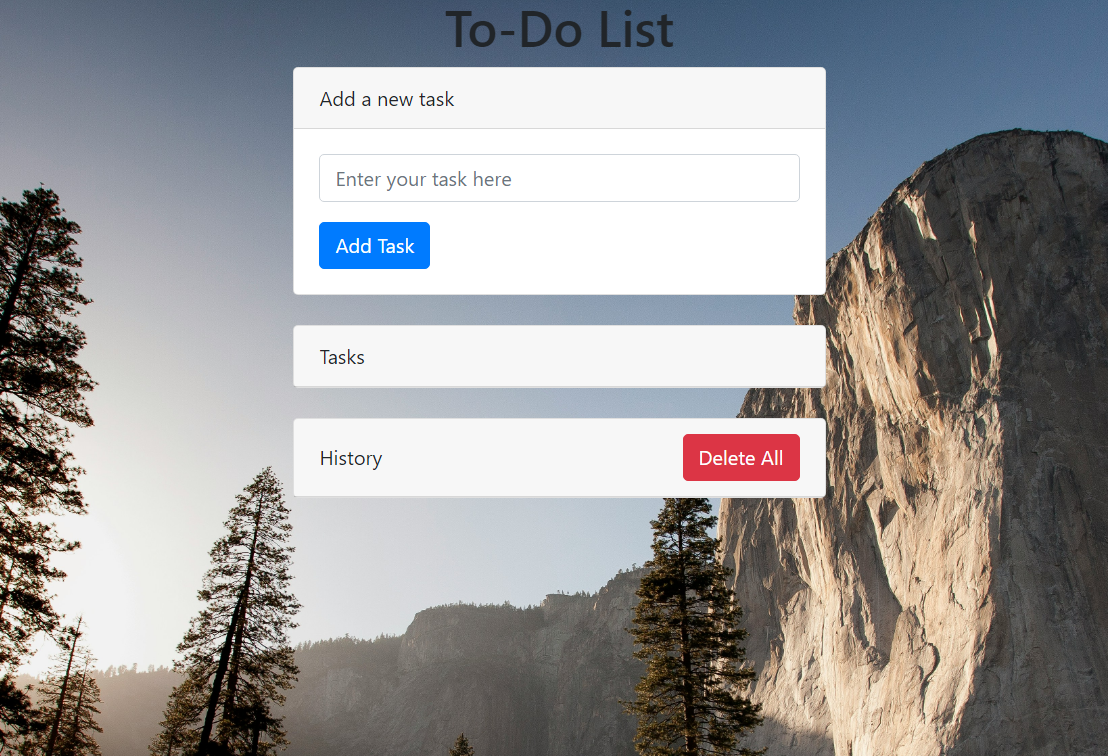 To-Do List
Add a new task
Enter your task here
Add Task
Tasks
History
Delete All